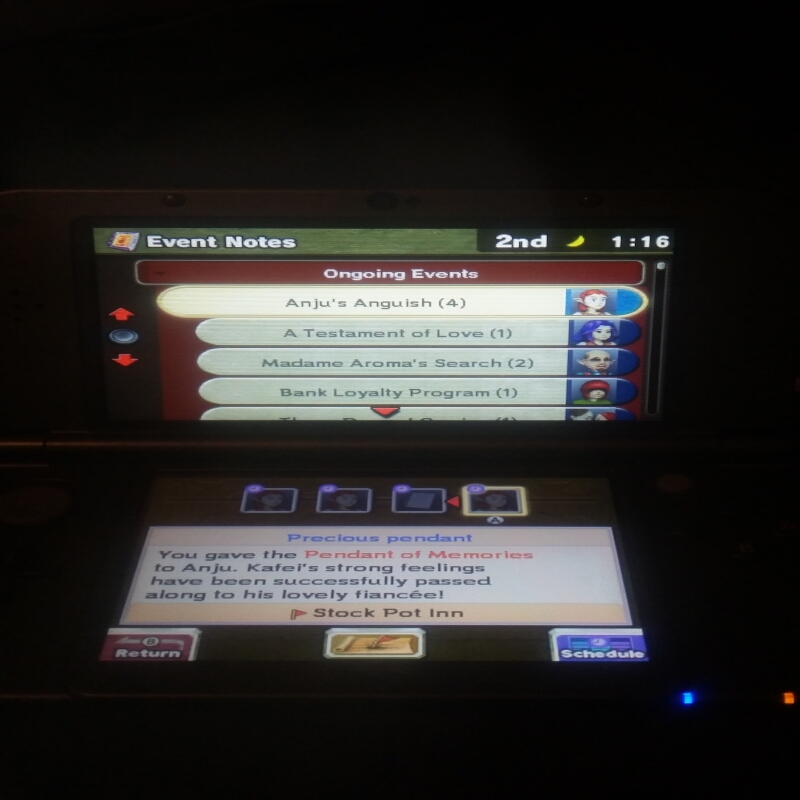 Event Notes
2nd 1:16
Ongoing Events
Anju's Anguish (4)
A Testament of Love (1)
Madame Aroma's Search (2)
Bank Loyalty Program (1)
A
Precious pendant
You gave the Pendant of Memories
to Anju. Kafei's strong feelings
have been successfully passed
along to his lovely fiancée!
Stock Pot Inn
B
Return
Schedule